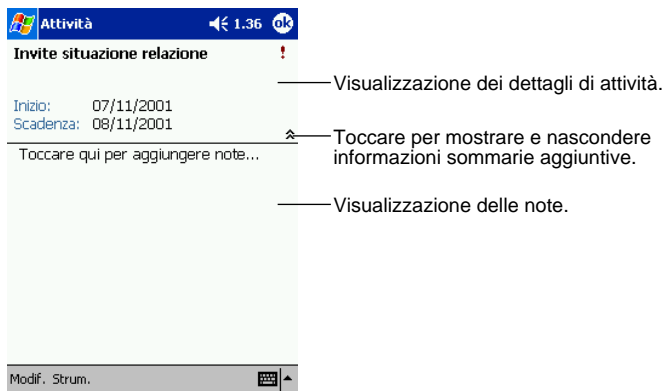 Attività 1.36 ok
Invite situazione relazione !
Visualizzazione dei dettagli di attività.
Inizio: 07/11/2001
Scadenza: 08/11/2001
Toccare per mostrare e nascondere
informazioni sommarie aggiuntive.
Toccare qui per aggiungere note...
Visualizzazione delle note.
Modif. Strum.